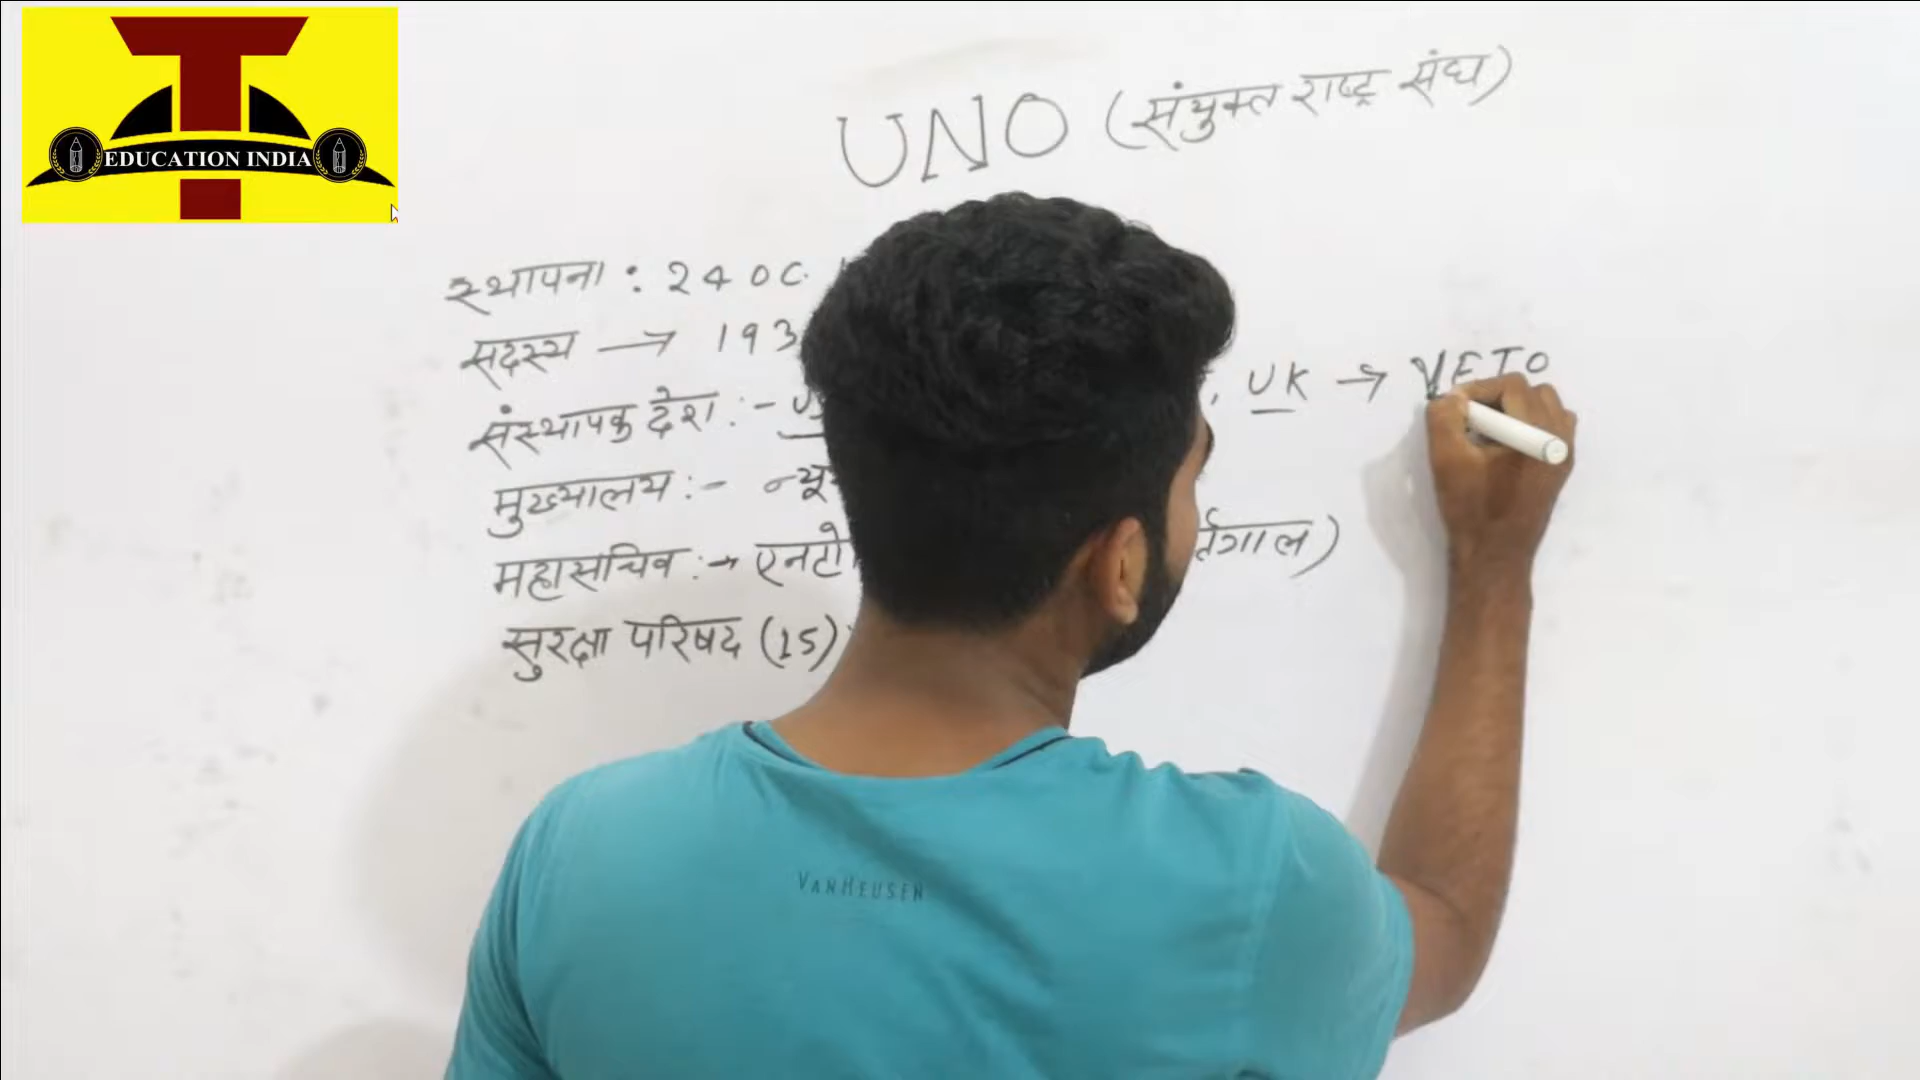 EDUCATION INDIA
UNO (संयुक्त राष्ट्र संघ)
स्थापना : 24 OC.
सदस्य → 193
संस्थापक देश :- , UK → VETO
मुख्यालय :-
महासचिव :→ एनटो र्तगाल)
सुरक्षा परिषद (15)
VANHEUSEN